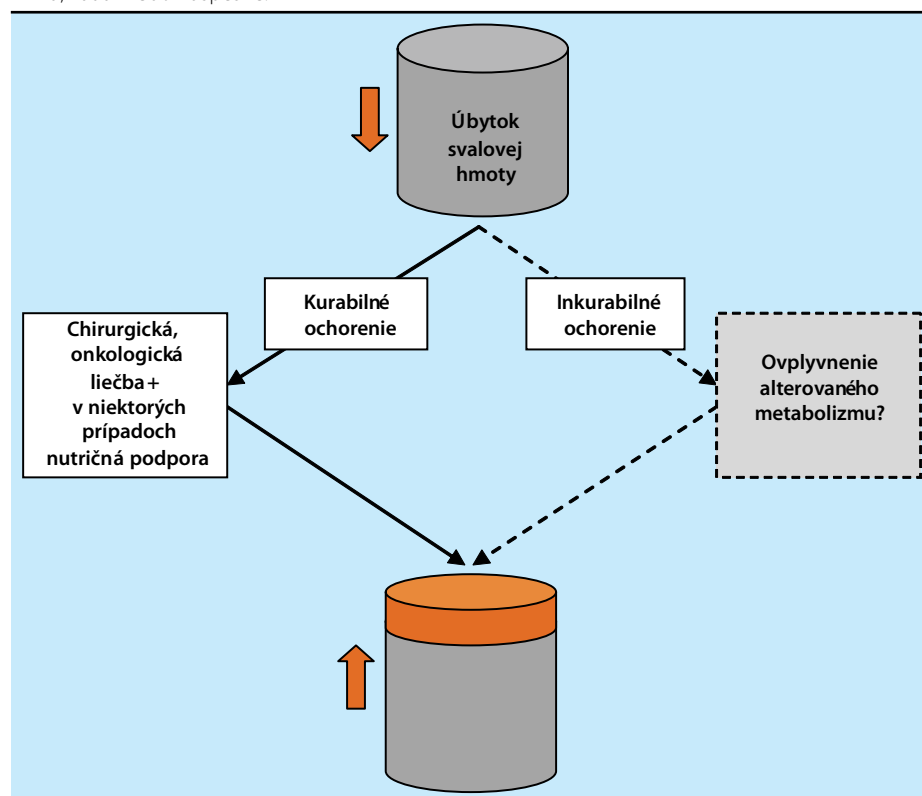 Úbytok
svalovej
hmoty
Kurabilné
ochorenie
Inkurabilné
ochorenie
Chirurgická,
onkologická
liečba+
v niektorých
prípadoch
nutričná podpora
Ovplyvnenie
alterovaného
metabolizmu?